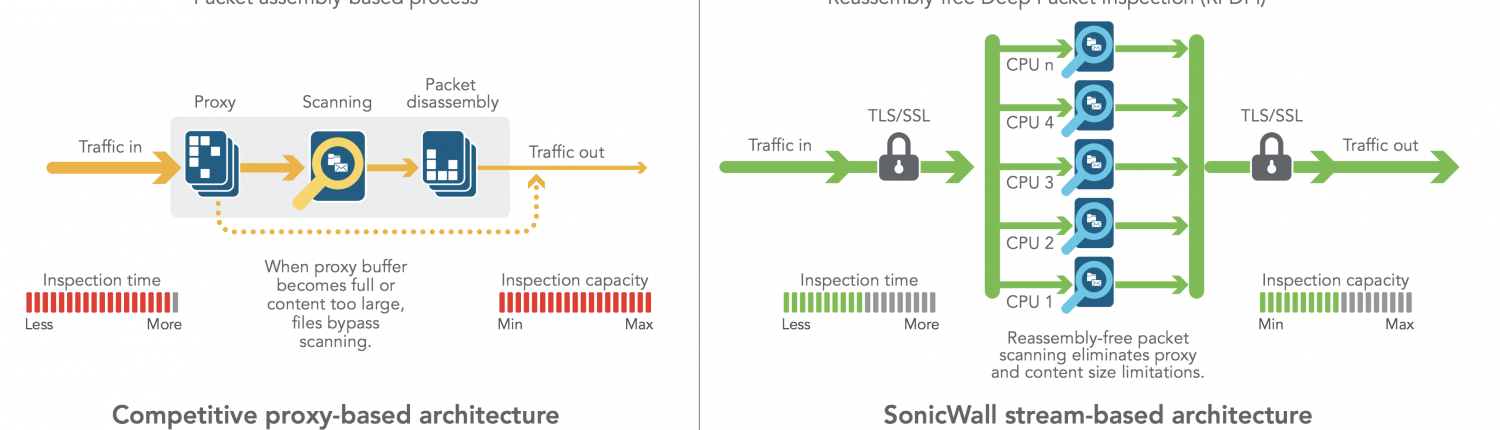 Packet assembly-based process
Proxy
Scanning
Packet
disassembly
Traffic in
Traffic out
When proxy buffer
becomes full or
content too large,
files bypass
scanning.
Inspection time
Less
More
Inspection capacity
Min
Max
Competitive proxy-based architecture
Reassembly-free Deep Packet Inspection (RFDPI)
Traffic in
TLS/SSL
CPU n
CPU 4
CPU 3
CPU 2
CPU 1
TLS/SSL
Traffic out
Inspection time
Less
More
Inspection capacity
Min
Max
Reassembly-free packet
scanning eliminates proxy
and content size limitations.
SonicWall stream-based architecture